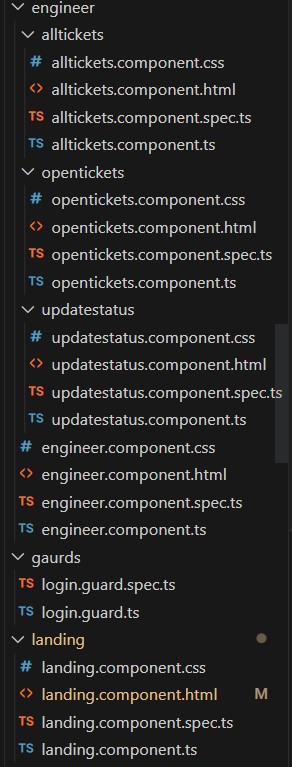 engineer
alltickets
# alltickets.component.css
<> alltickets.component.html
TS alltickets.component.spec.ts
TS alltickets.component.ts
opentickets
# opentickets.component.css
<> opentickets.component.html
TS opentickets.component.spec.ts
TS opentickets.component.ts
updatestatus
# updatestatus.component.css
<> updatestatus.component.html
TS updatestatus.component.spec.ts
TS updatestatus.component.ts
# engineer.component.css
<> engineer.component.html
TS engineer.component.spec.ts
TS engineer.component.ts
gaurds
TS login.guard.spec.ts
TS login.guard.ts
landing
# landing.component.css
<> landing.component.html M
TS landing.component.spec.ts
TS landing.component.ts